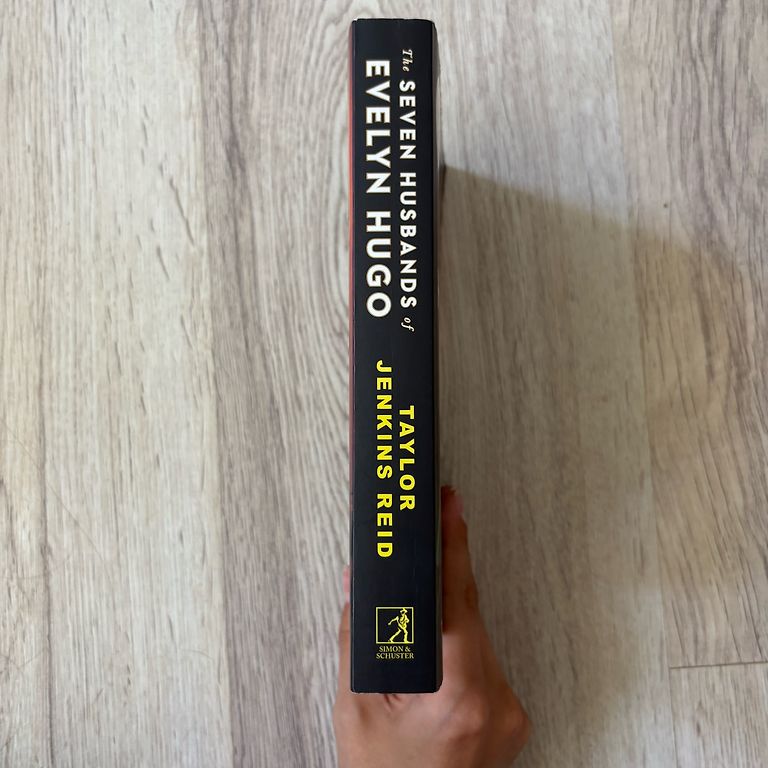 The SEVEN HUSBANDS of
EVELYN HUGO
TAYLOR
JENKINS REID
SIMON &
SCHUSTER